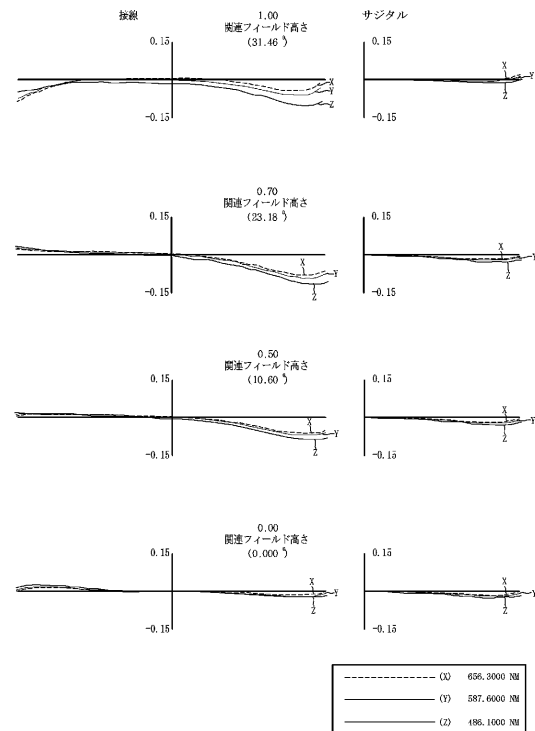 接線
サジタル
1.00
関連フィールド高さ
(31.46 °)
0.15
-0.15
X
Y
Z
X
Y
Z
0.15
-0.15
0.70
関連フィールド高さ
(23.18 °)
0.15
-0.15
X
Y
Z
0.15
-0.15
X
Y
Z
0.50
関連フィールド高さ
(10.60 °)
0.15
-0.15
X
Y
Z
0.15
-0.15
X
Y
Z
0.00
関連フィールド高さ
(0.000 °)
0.15
-0.15
X
Y
Z
0.15
-0.15
X
Y
Z
(X) 656.3000 NM
(Y) 587.6000 NM
(Z) 486.1000 NM